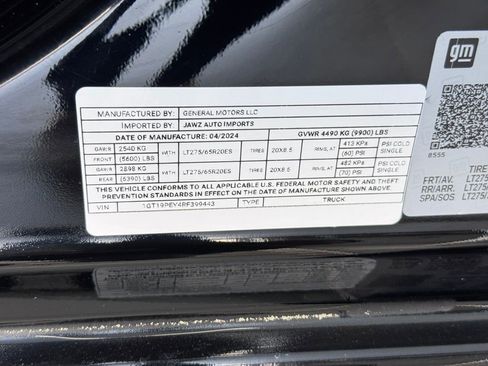 MANUFACTURED BY: GENERAL MOTORS LLC
IMPORTED BY: JAWZ AUTO IMPORTS
DATE OF MANUFACTURE: 04/2024 GVWR 4490 KG (9900) LBS
GAWR 2540 KG WITH LT275/65R20ES TIRES 20X8.5 RIMS, AT 413 KPa PSI COLD
FRONT (5600) LBS (60) PSI SINGLE
GAWR 2898 KG WITH LT275/65R20ES TIRES 20X8.5 RIMS, AT 482 KPa PSI COLD
REAR (6390) LBS (70) PSI SINGLE
THIS VEHICLE CONFORMS TO ALL APPLICABLE U.S. FEDERAL MOTOR SAFETY AND THEFT
PREVENTION STANDARDS IN EFFECT ON THE DATE OF MANUFACTURE SHOWN ABOVE.
VIN 1GT19PEY4RF399443 TYPE TRUCK
gm
8555
TIRE
FRT/AV. LT275/
RR/ARR. LT275/
SPA/SOS LT275/